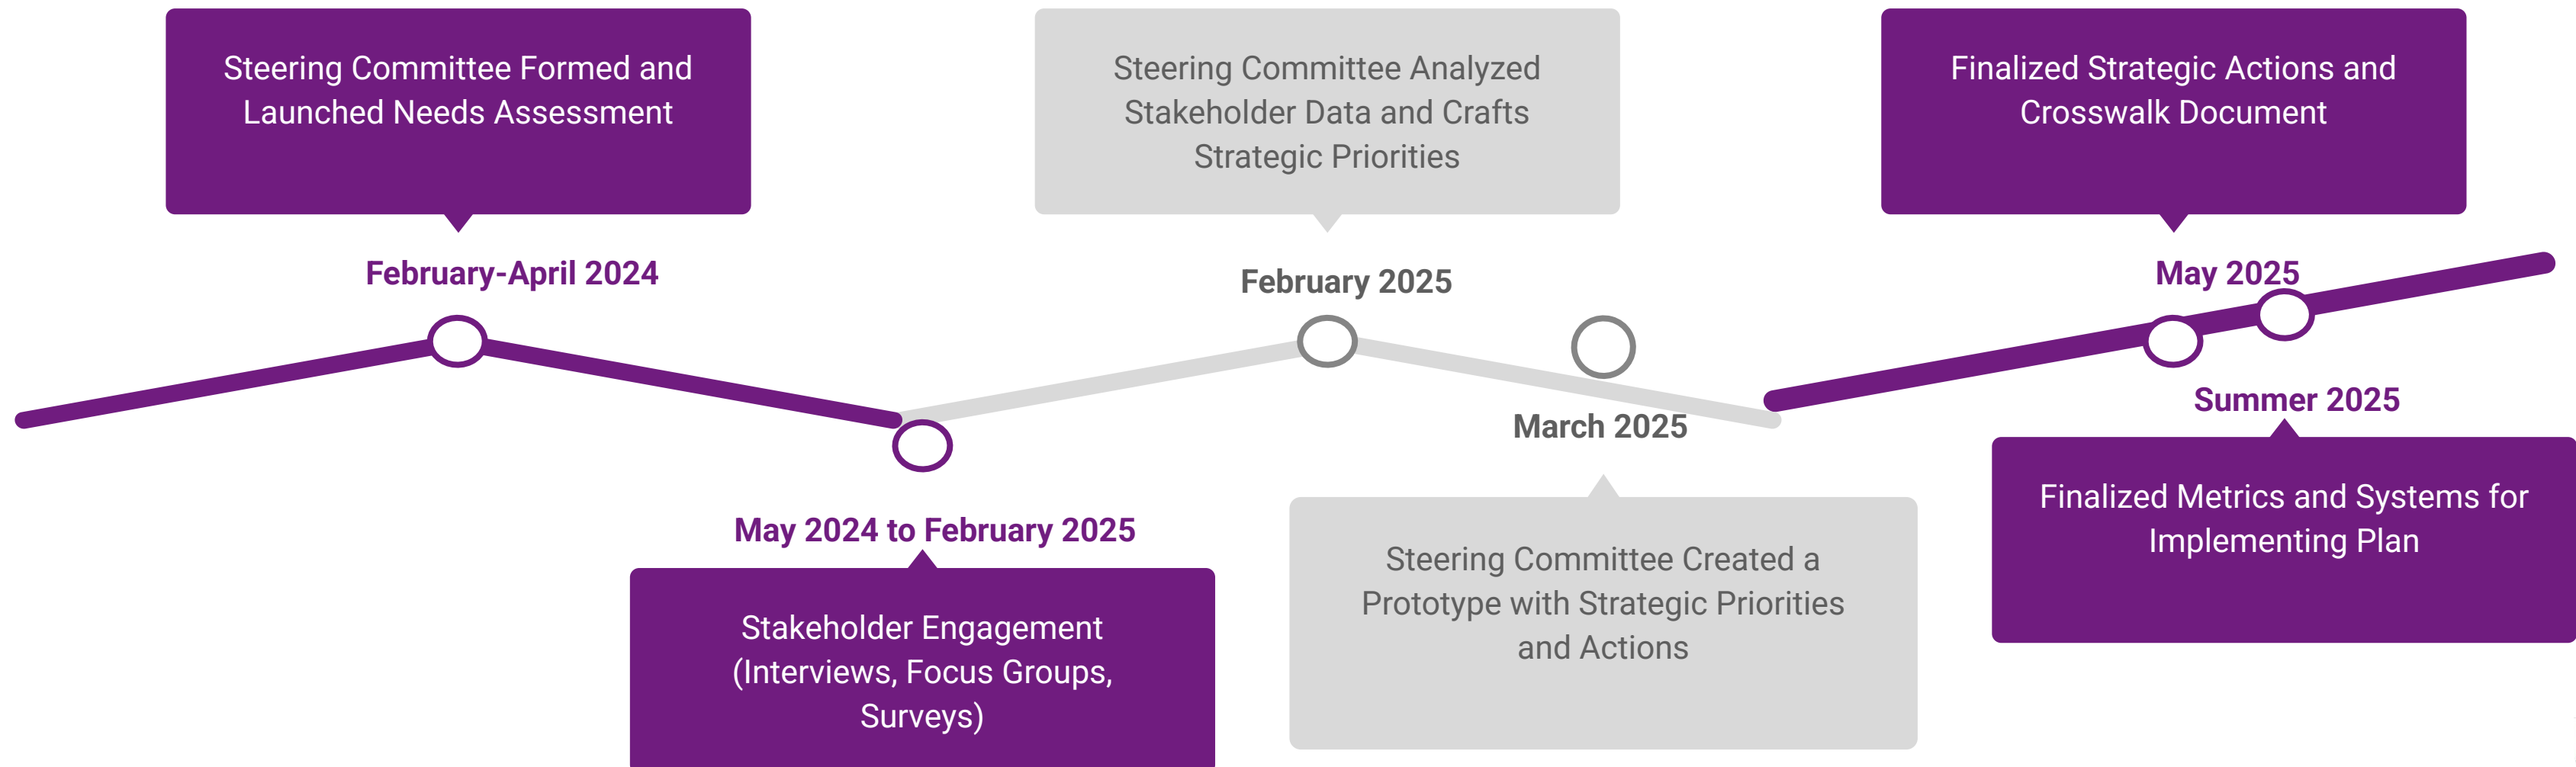 Steering Committee Formed and
Launched Needs Assessment
February-April 2024
May 2024 to February 2025
Stakeholder Engagement
(Interviews, Focus Groups,
Surveys)
Steering Committee Analyzed
Stakeholder Data and Crafts
Strategic Priorities
February 2025
March 2025
Steering Committee Created a
Prototype with Strategic Priorities
and Actions
Finalized Strategic Actions and
Crosswalk Document
May 2025
Summer 2025
Finalized Metrics and Systems for
Implementing Plan